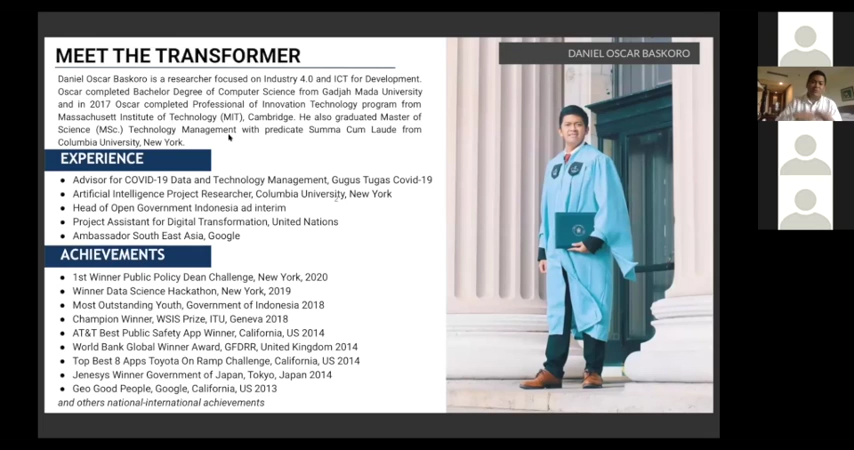 MEET THE TRANSFORMER
DANIEL OSCAR BASKORO
Daniel Oscar Baskoro is a researcher focused on Industry 4.0 and ICT for Development.
Oscar completed Bachelor Degree of Computer Science from Gadjah Mada University
and in 2017 Oscar completed Professional of Innovation Technology program from
Massachusett Institute of Technology (MIT), Cambridge. He also graduated Master of
Science (MSc.) Technology Management with predicate Summa Cum Laude from
Columbia University, New York.
EXPERIENCE
Advisor for COVID-19 Data and Technology Management, Gugus Tugas Covid-19
Artificial Intelligence Project Researcher, Columbia University, New York
Head of Open Government Indonesia ad interim
Project Assistant for Digital Transformation, United Nations
Ambassador South East Asia, Google
ACHIEVEMENTS
1st Winner Public Policy Dean Challenge, New York, 2020
Winner Data Science Hackathon, New York, 2019
Most Outstanding Youth, Government of Indonesia 2018
Champion Winner, WSIS Prize, ITU, Geneva 2018
AT&T Best Public Safety App Winner, California, US 2014
World Bank Global Winner Award, GFDRR, United Kingdom 2014
Top Best 8 Apps Toyota On Ramp Challenge, California, US 2014
Jenesys Winner Government of Japan, Tokyo, Japan 2014
Geo Good People, Google, California, US 2013
and others national-international achievements